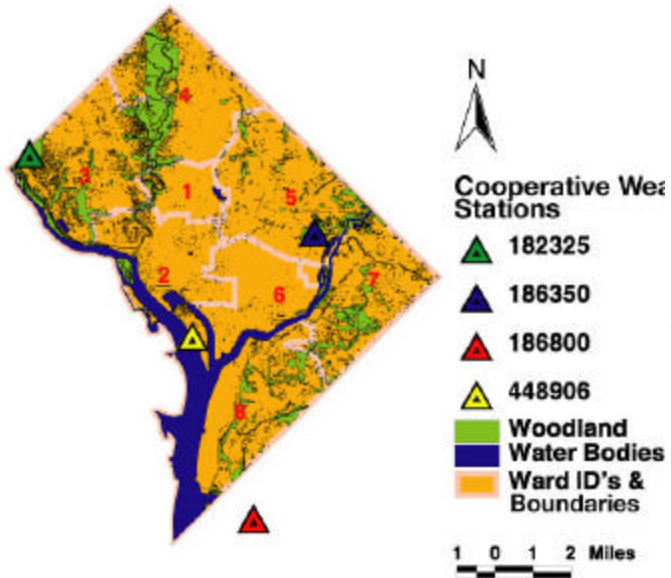 4
3
1
5
2
6
7
8
N
Cooperative Wea
Stations
182325
186350
186800
448906
Woodland
Water Bodies
Ward ID's &
Boundaries
1 0 1 2 Miles